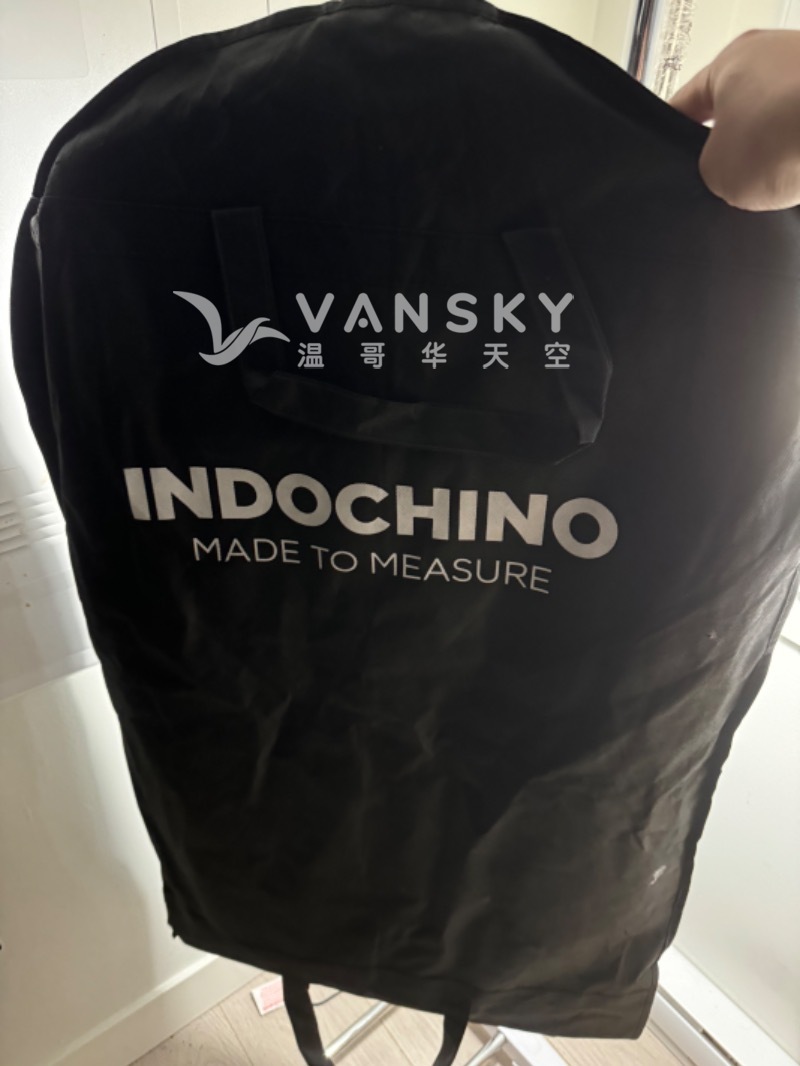 VANSKY
温哥华天空
INDOCHINO
MADE TO MEASURE